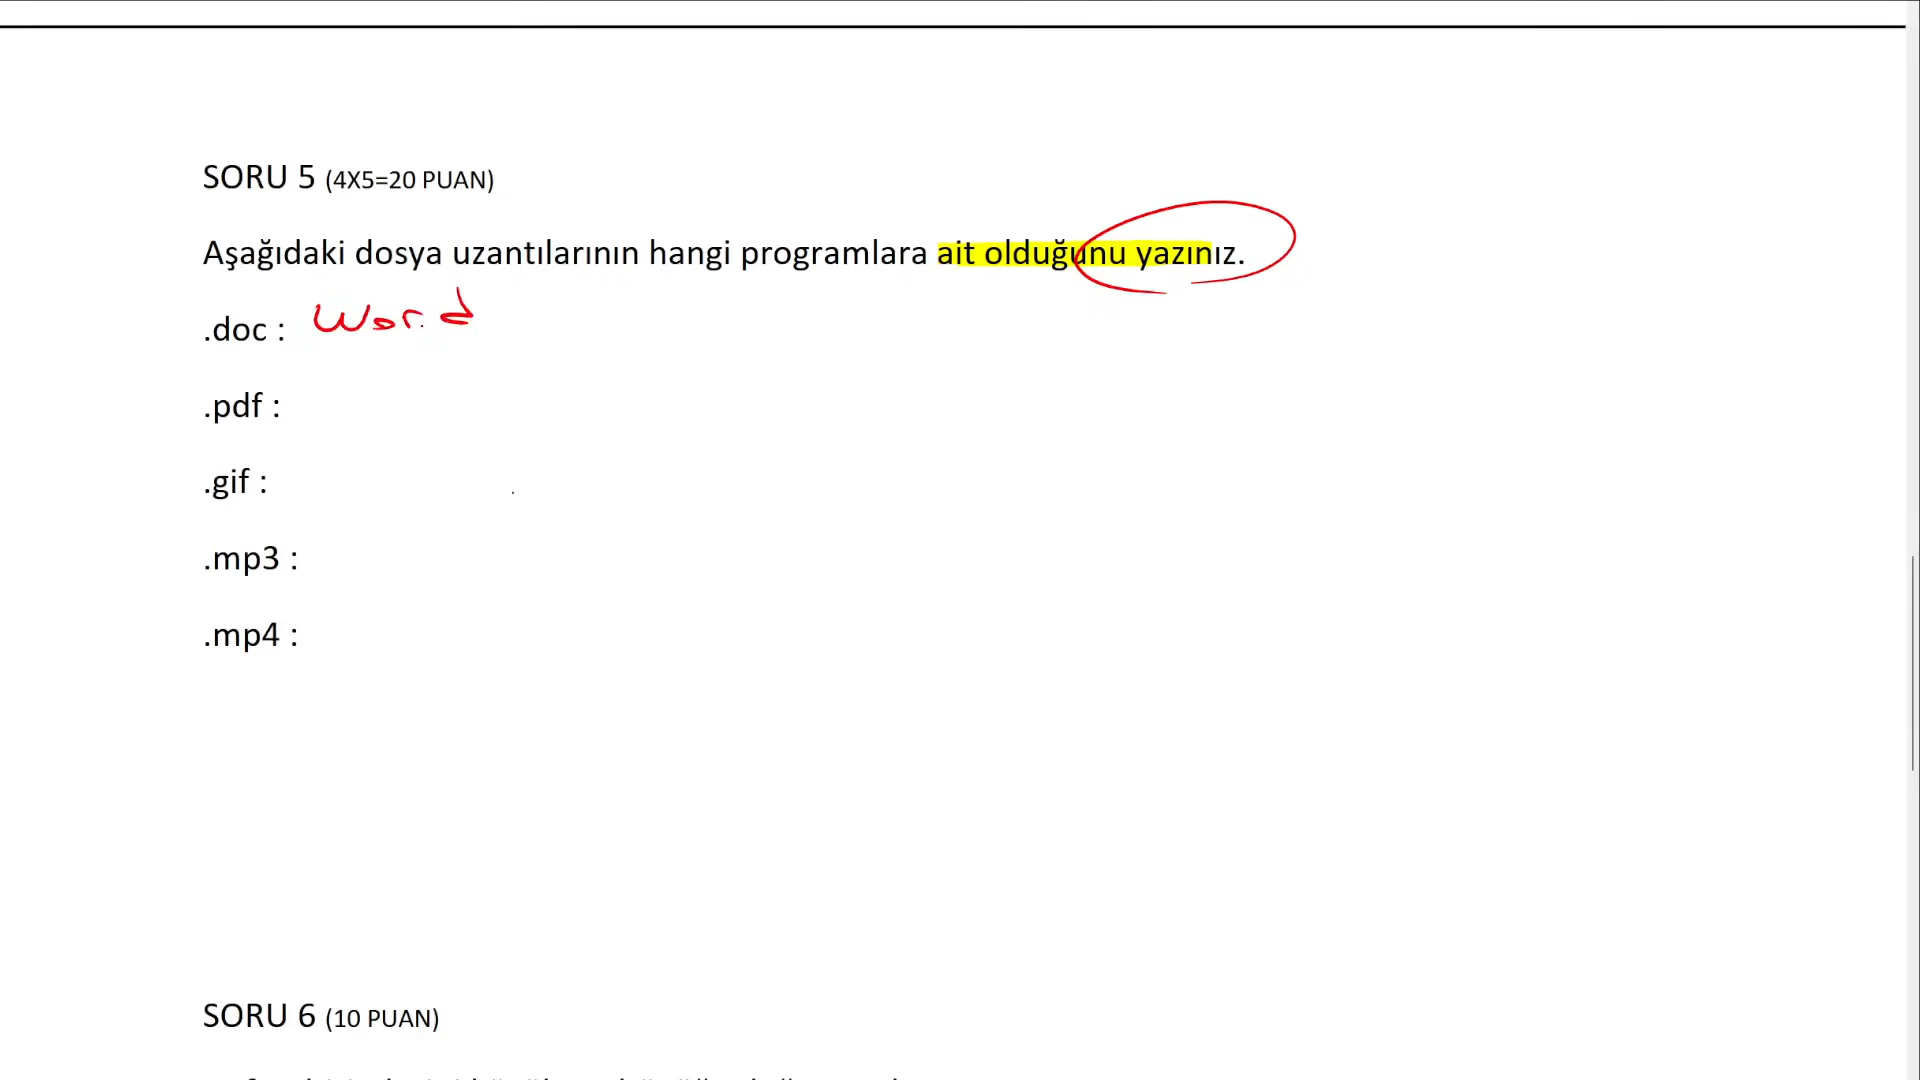 SORU 5 (4X5=20 PUAN)
Aşağıdaki dosya uzantılarının hangi programlara ait olduğunu yazınız.
.doc : Word
.pdf :
.gif :
.mp3 :
.mp4 :
SORU 6 (10 PUAN)